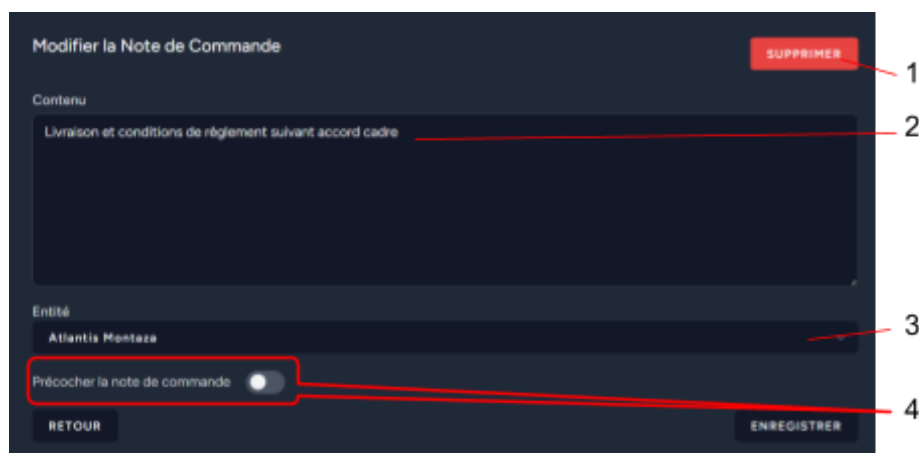 Modifier la Note de Commande
SUPPRIMER
1
Contenu
Livraison et conditions de règlement suivant accord cadre
2
Entité
Atlantis Montaza
3
Précocher la note de commande
4
RETOUR
ENREGISTRER